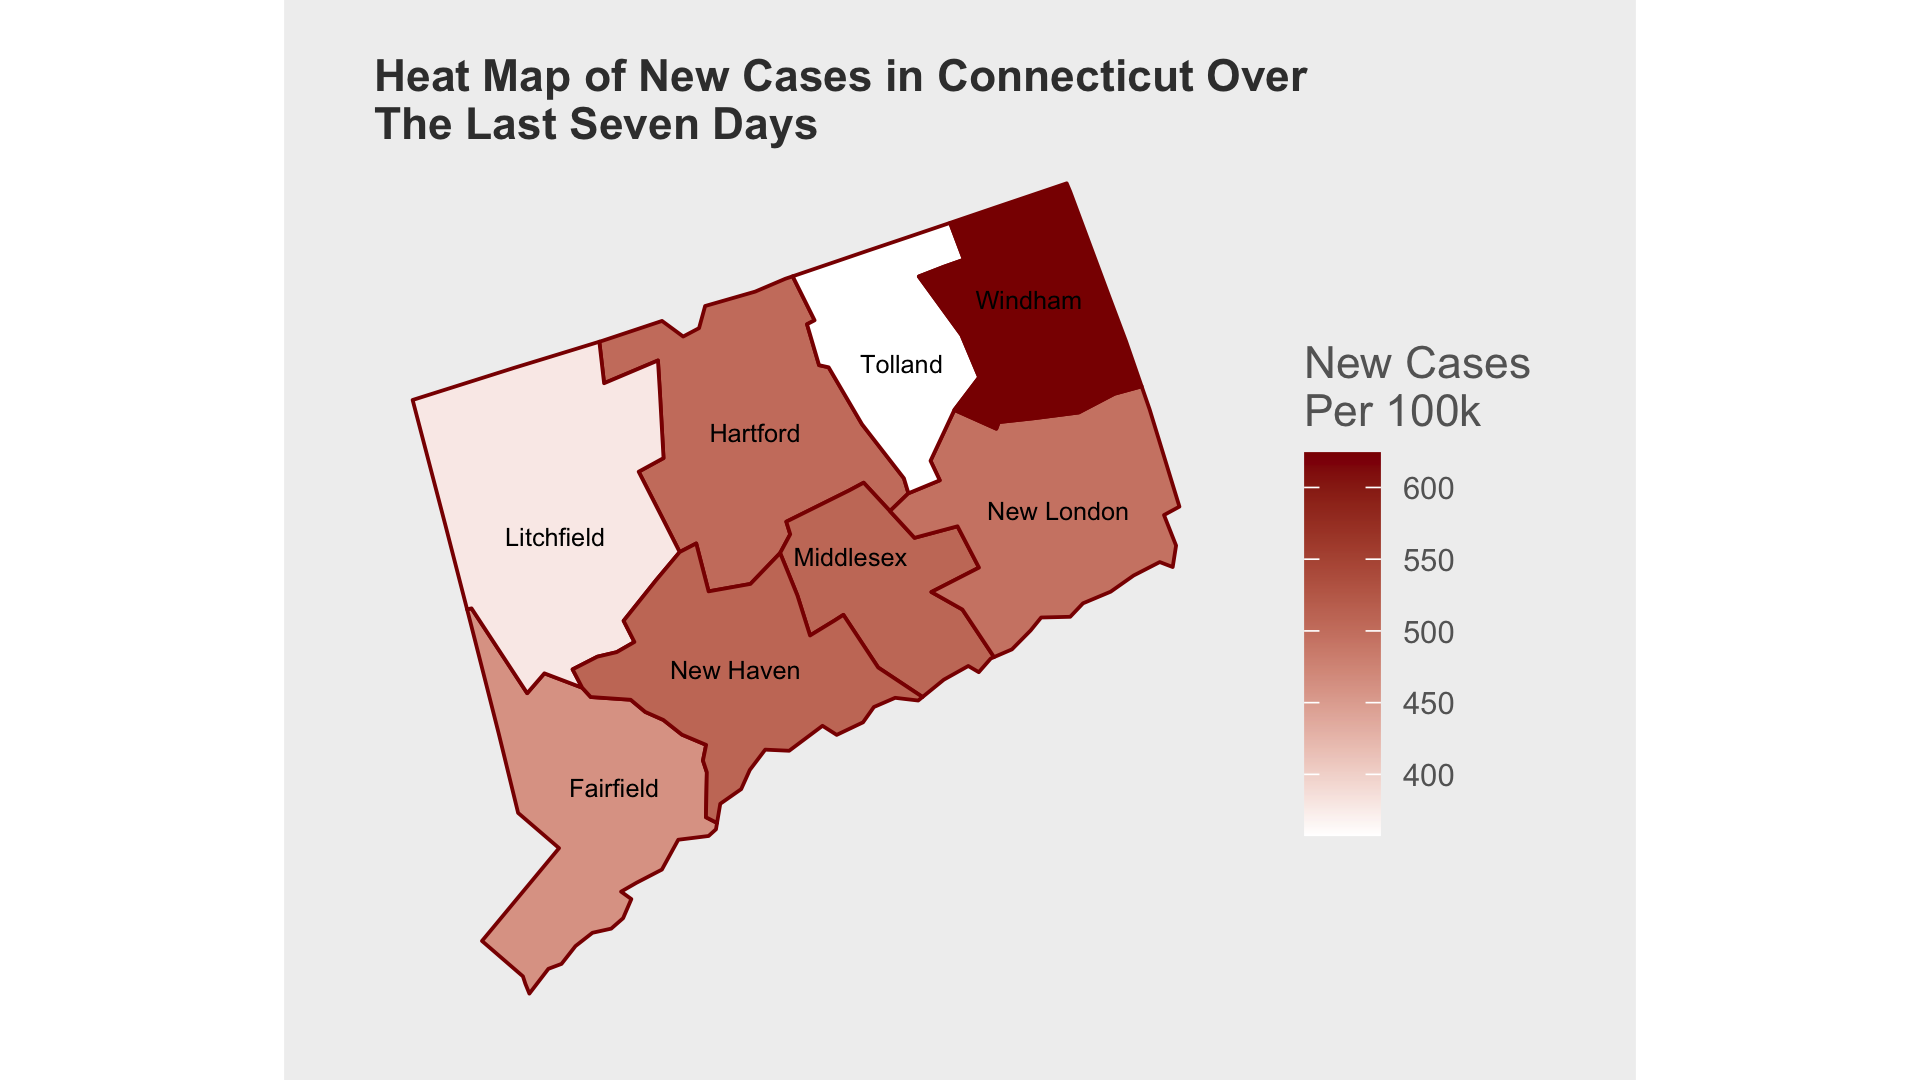 Heat Map of New Cases in Connecticut Over
The Last Seven Days
Windham
Tolland
Hartford
New London
Litchfield
Middlesex
New Haven
Fairfield
New Cases
Per 100k
600
550
500
450
400